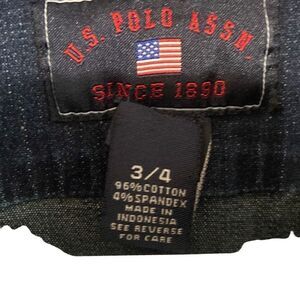 U.S. POLO ASSN.
SINCE 1890
3/4
96%COTTON
4%SPANDEX
MADE IN
INDONESIA
SEE REVERSE
FOR CARE